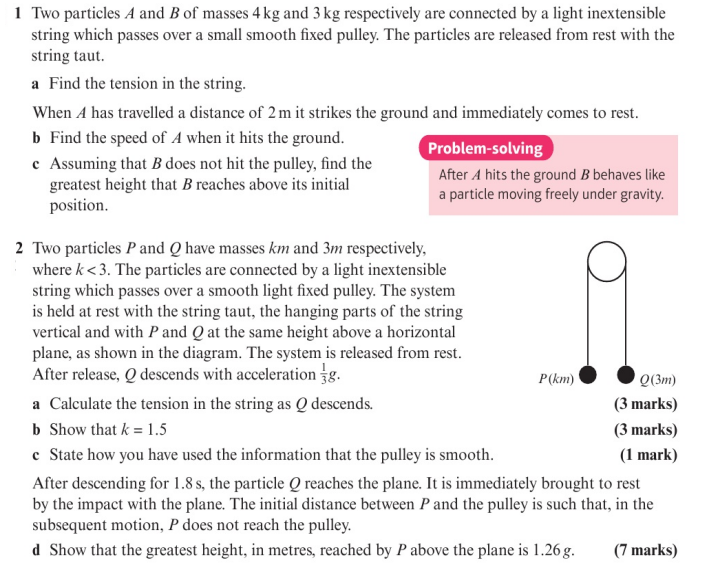 1 Two particles A and B of masses 4 kg and 3 kg respectively are connected by a light inextensible
string which passes over a small smooth fixed pulley. The particles are released from rest with the
string taut.
a Find the tension in the string.
When A has travelled a distance of 2 m it strikes the ground and immediately comes to rest.
b Find the speed of A when it hits the ground.
c Assuming that B does not hit the pulley, find the
greatest height that B reaches above its initial
position.
Problem-solving
After A hits the ground B behaves like
a particle moving freely under gravity.
2 Two particles P and Q have masses km and 3m respectively,
where k < 3. The particles are connected by a light inextensible
string which passes over a smooth light fixed pulley. The system
is held at rest with the string taut, the hanging parts of the string
vertical and with P and Q at the same height above a horizontal
plane, as shown in the diagram. The system is released from rest.
After release, Q descends with acceleration 1/3 g.
P(km)
Q(3m)
a Calculate the tension in the string as Q descends. (3 marks)
b Show that k = 1.5 (3 marks)
c State how you have used the information that the pulley is smooth. (1 mark)
After descending for 1.8 s, the particle Q reaches the plane. It is immediately brought to rest
by the impact with the plane. The initial distance between P and the pulley is such that, in the
subsequent motion, P does not reach the pulley.
d Show that the greatest height, in metres, reached by P above the plane is 1.26 g. (7 marks)